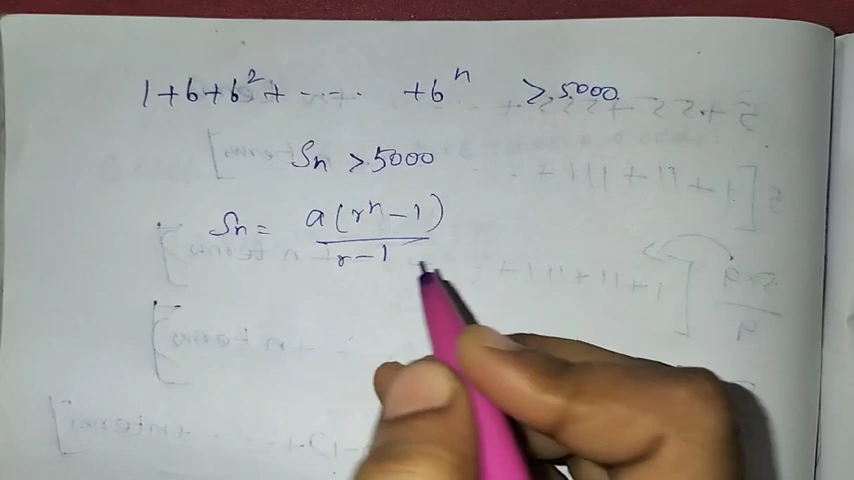 1+6+6²+ - - - - +6ⁿ >5000
Sn >5000
Sn = a(rⁿ-1)/r-1